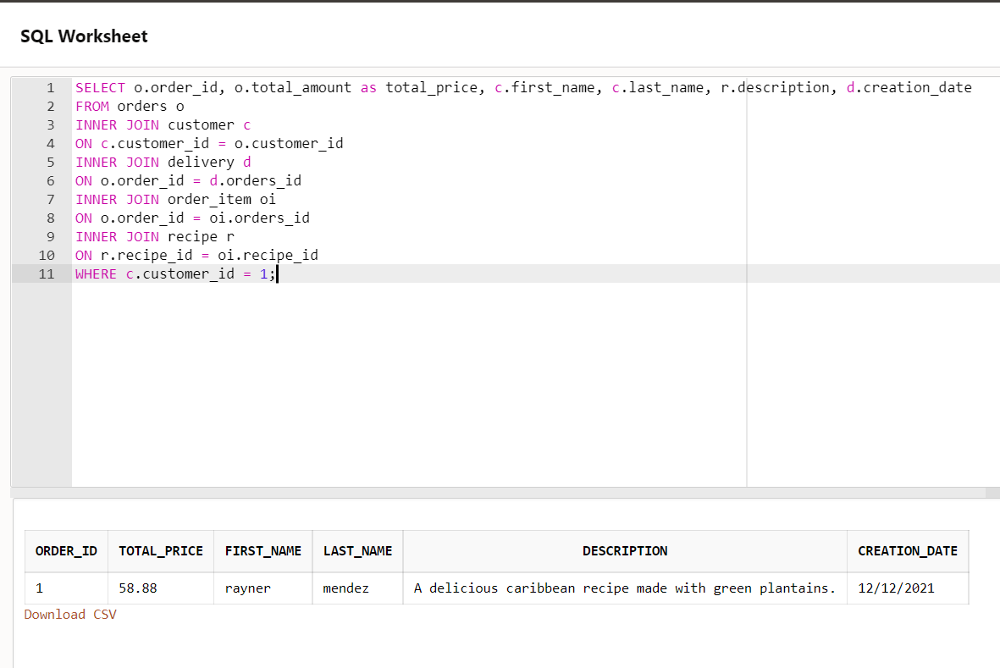 SQL Worksheet
1 SELECT o.order_id, o.total_amount as total_price, c.first_name, c.last_name, r.description, d.creation_date
2 FROM orders o
3 INNER JOIN customer c
4 ON c.customer_id = o.customer_id
5 INNER JOIN delivery d
6 ON o.order_id = d.orders_id
7 INNER JOIN order_item oi
8 ON o.order_id = oi.orders_id
9 INNER JOIN recipe r
10 ON r.recipe_id = oi.recipe_id
11 WHERE c.customer_id = 1;
ORDER_ID TOTAL_PRICE FIRST_NAME LAST_NAME DESCRIPTION CREATION_DATE
1 58.88 rayner mendez A delicious caribbean recipe made with green plantains. 12/12/2021
Download CSV